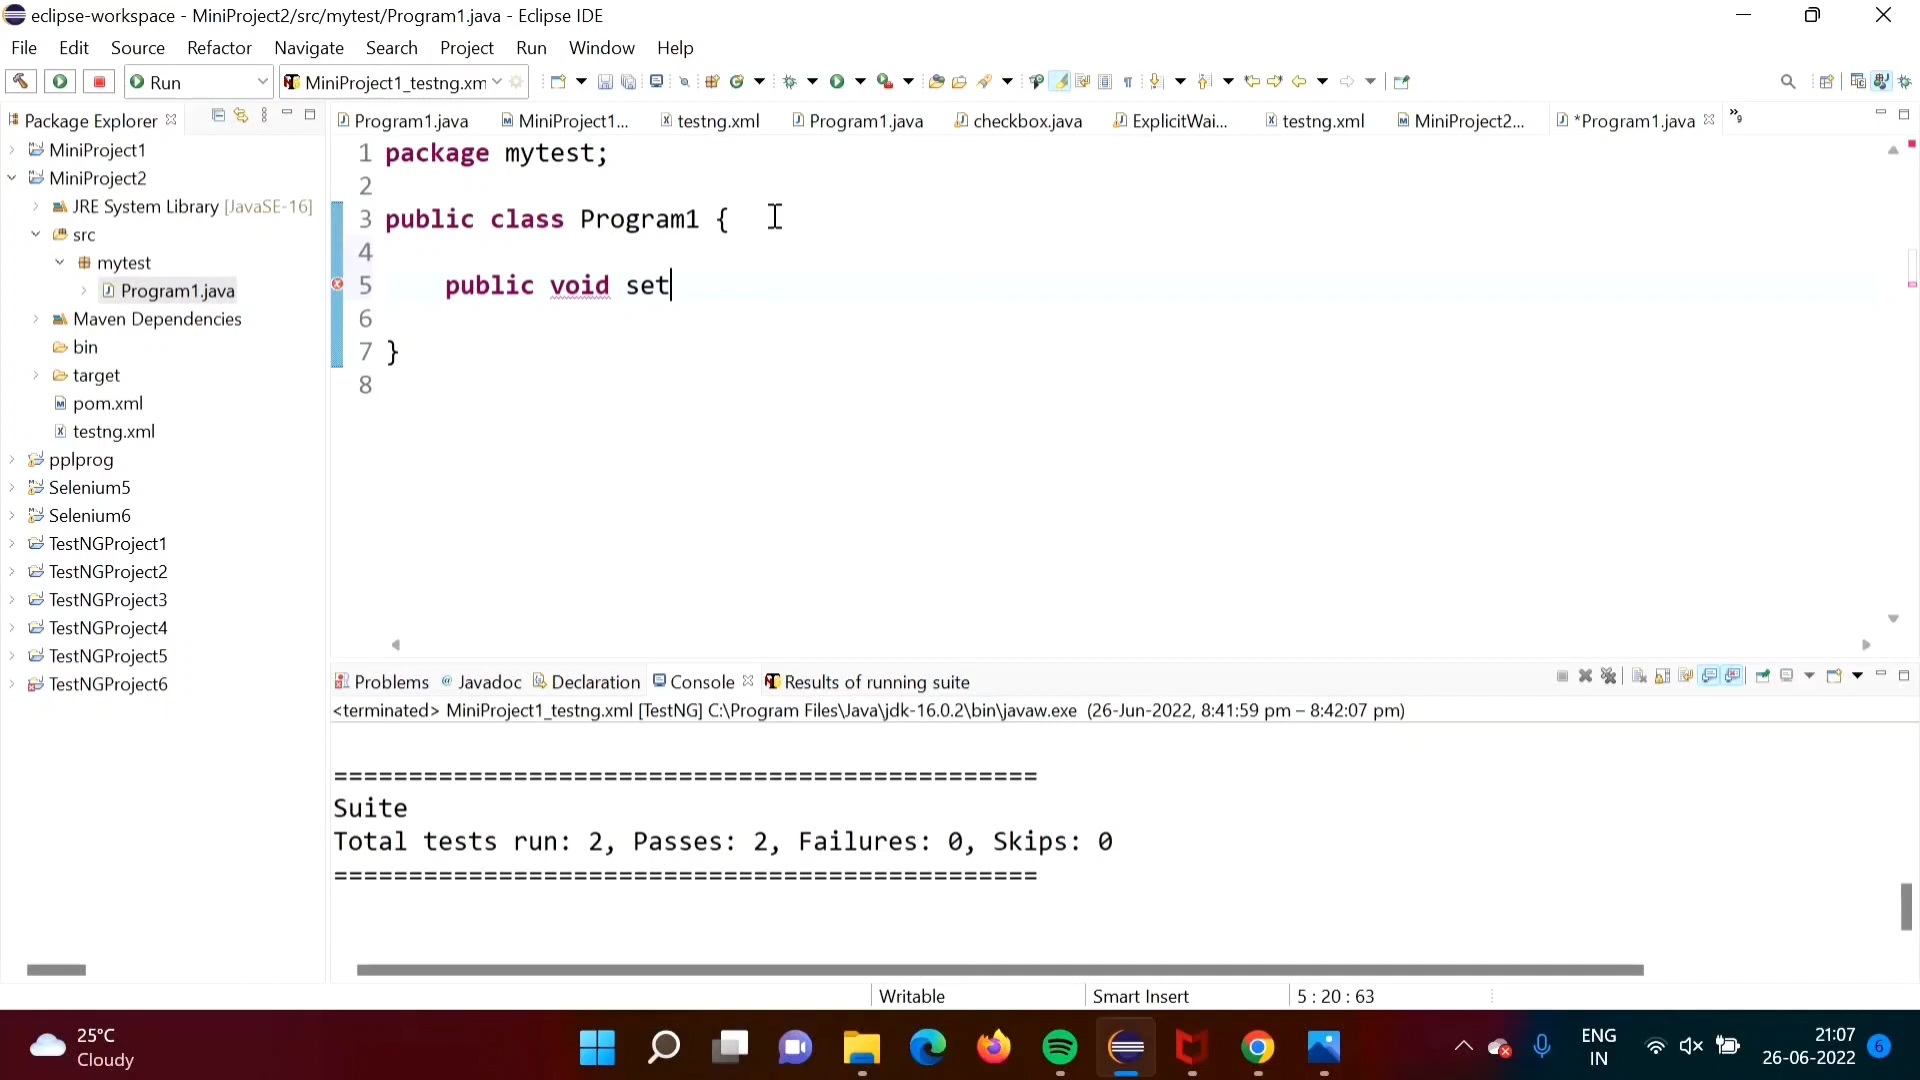 eclipse-workspace - MiniProject2/src/mytest/Program1.java - Eclipse IDE
File Edit Source Refactor Navigate Search Project Run Window Help
Run MiniProject1_testng.xm
Package Explorer
Program1.java MiniProject1... testng.xml Program1.java checkbox.java ExplicitWai... testng.xml MiniProject2... *Program1.java »9
MiniProject1
MiniProject2
JRE System Library [JavaSE-16]
src
mytest
Program1.java
Maven Dependencies
bin
target
pom.xml
testng.xml
pplprog
Selenium5
Selenium6
TestNGProject1
TestNGProject2
TestNGProject3
TestNGProject4
TestNGProject5
TestNGProject6
1 package mytest;
2
3 public class Program1 {
4
5 public void set
6
7 }
8
Problems Javadoc Declaration Console Results of running suite
<terminated> MiniProject1_testng.xml [TestNG] C:\Program Files\Java\jdk-16.0.2\bin\javaw.exe (26-Jun-2022, 8:41:59 pm – 8:42:07 pm)
===============================================
Suite
Total tests run: 2, Passes: 2, Failures: 0, Skips: 0
===============================================
Writable Smart Insert 5 : 20 : 63
25°C
Cloudy
ENG
IN
21:07
26-06-2022
6